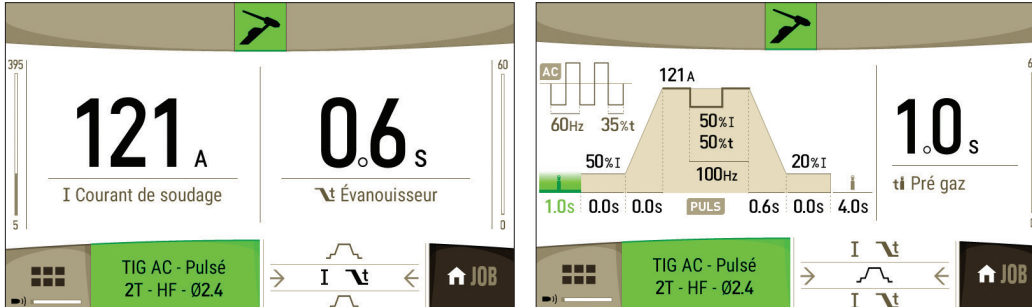 395
60
121 A
0.6 s
I Courant de soudage
t Évanouisseur
5
0
TIG AC - Pulsé
2T - HF - Ø2.4
I t
JOB
AC
121 A
60Hz 35%t
50%I
50%t
100Hz
50%I
20%I
1.0s 0.0s 0.0s PULS 0.6s 0.0s 4.0s
1.0 s
t Pré gaz
TIG AC - Pulsé
2T - HF - Ø2.4
I t
I t
JOB